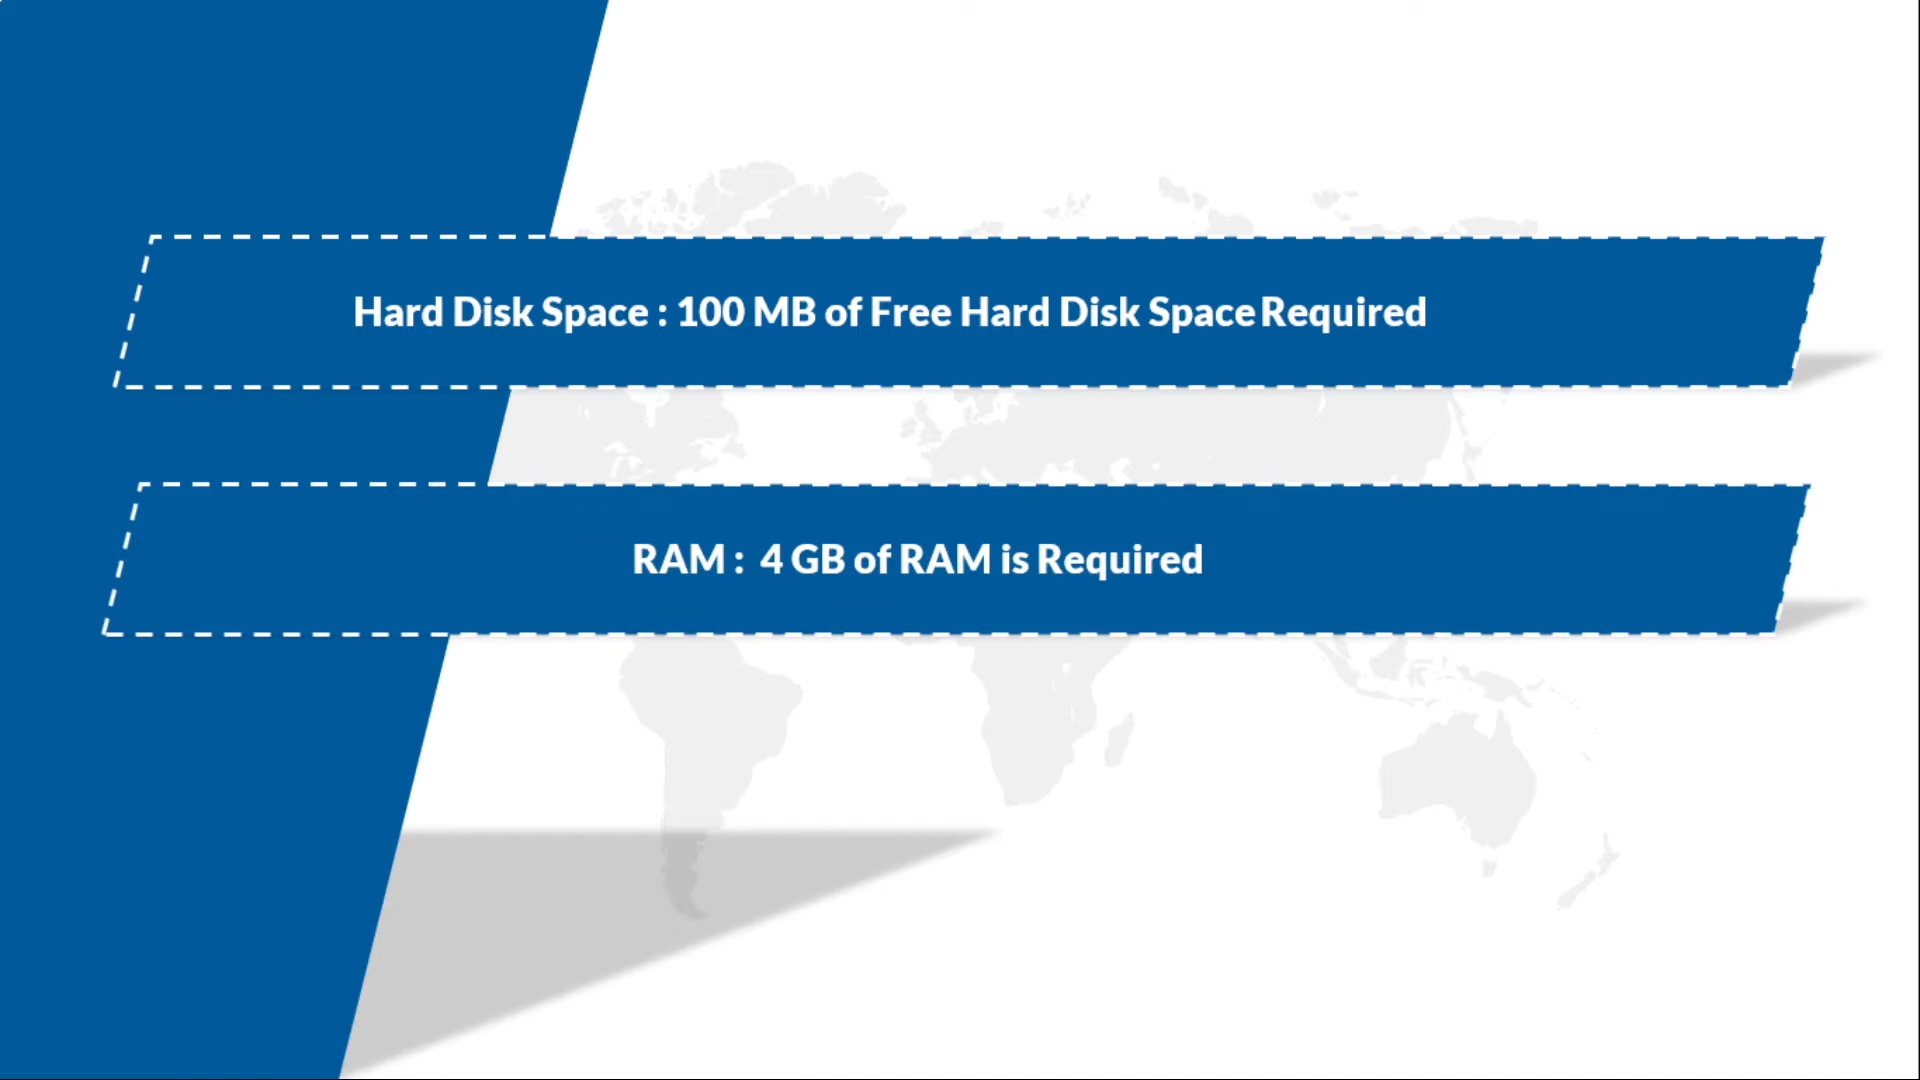 Hard Disk Space : 100 MB of Free Hard Disk Space Required
RAM : 4 GB of RAM is Required